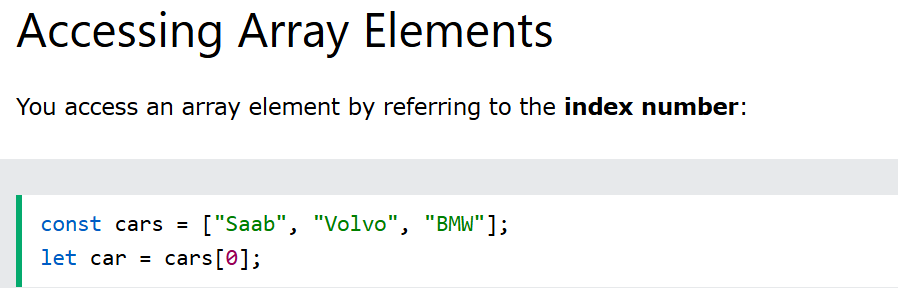 Accessing Array Elements
You access an array element by referring to the index number:
const cars = ["Saab", "Volvo", "BMW"];
let car = cars[0];